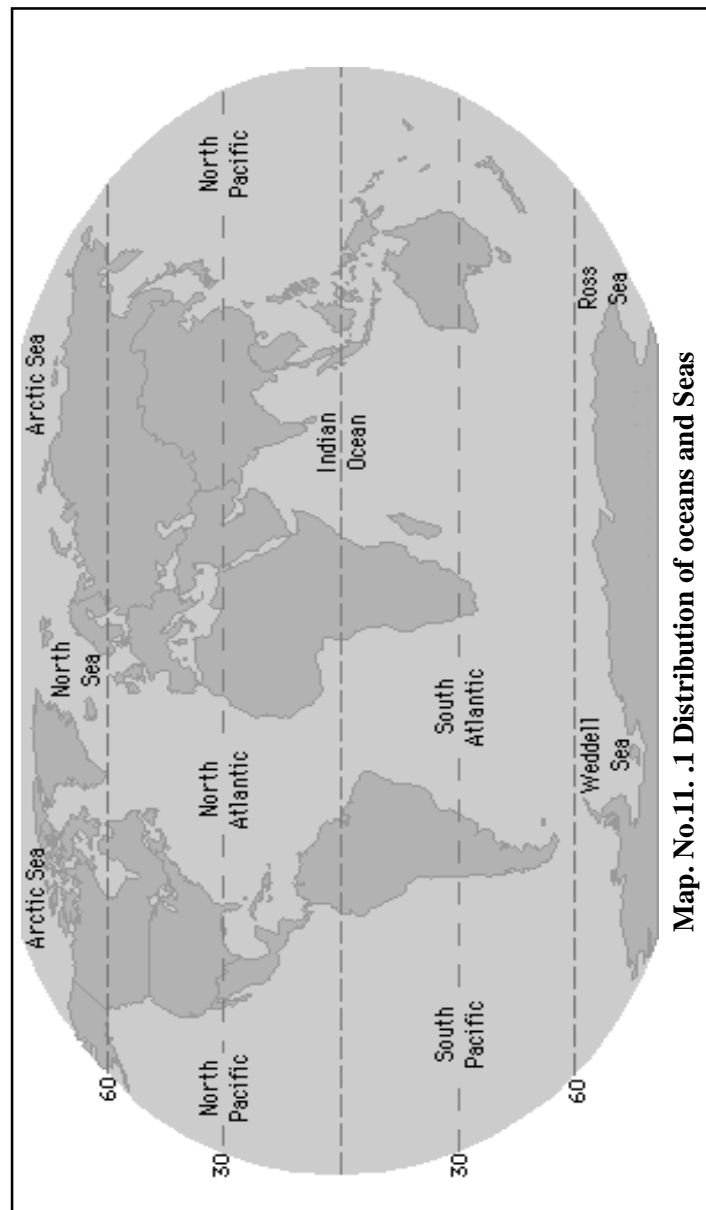 Arctic Sea
Arctic Sea
North
Sea
60
North
Pacific
North
Atlantic
North
Pacific
30
Indian
Ocean
South
Pacific
South
Atlantic
30
Weddell
Sea
Ross
Sea
60
Map. No.11. .1 Distribution of oceans and Seas